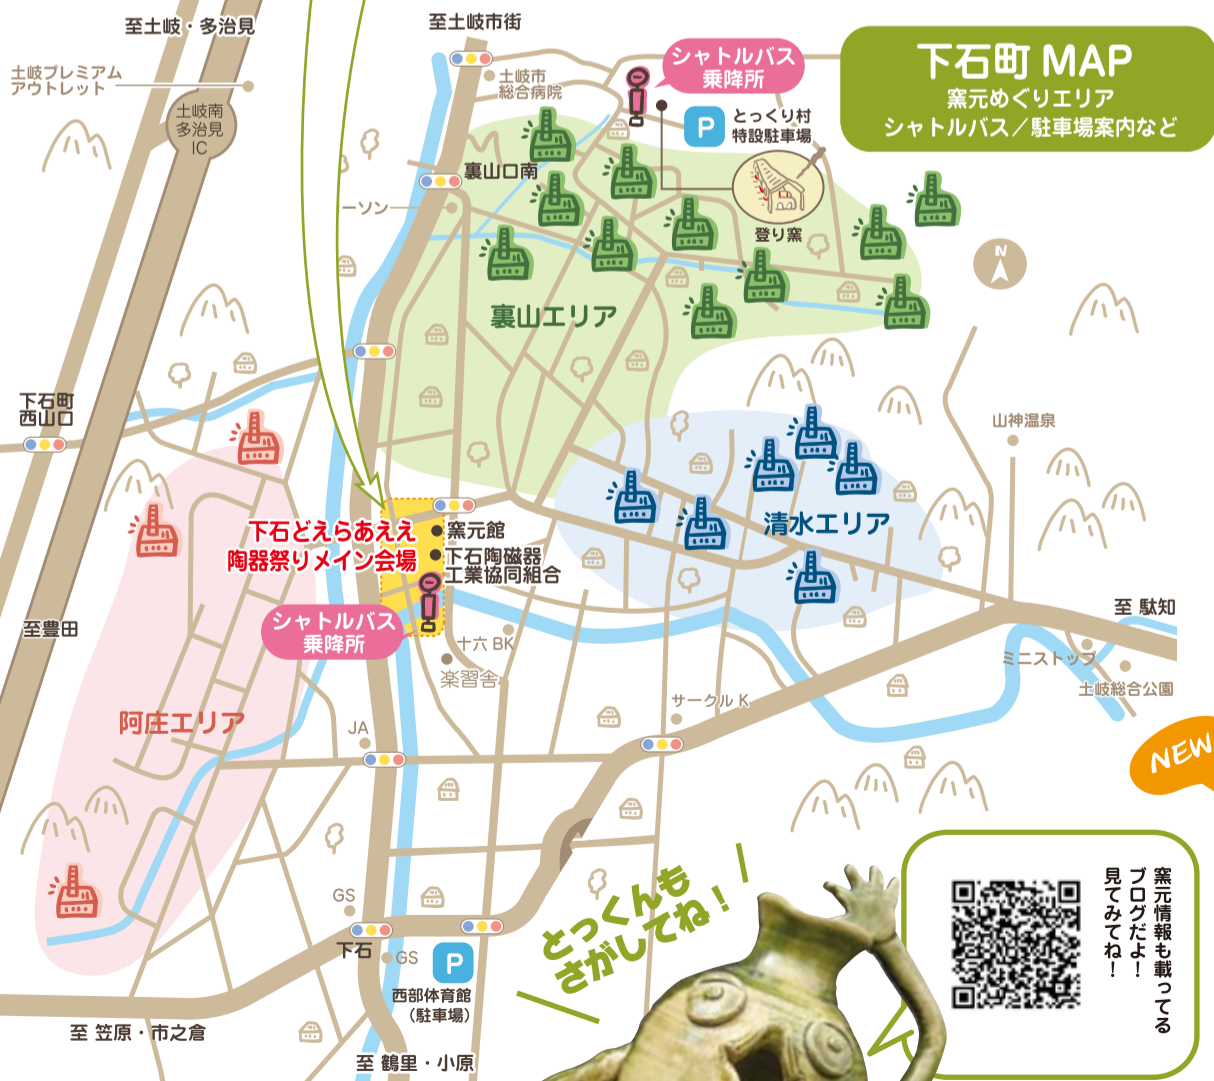 至土岐・多治見
至土岐市街
土岐プレミアム
アウトレット
土岐南
多治見
IC
土岐市
総合病院
シャトルバス
乗降所
P
とっくり村
特設駐車場
下石町 MAP
窯元めぐりエリア
シャトルバス／駐車場案内など
裏山口南
ーソン
登り窯
N
裏山エリア
下石町
西山口
山神温泉
下石どえらあええ
陶器祭りメイン会場
窯元館
下石陶磁器
工業協同組合
清水エリア
シャトルバス
乗降所
十六 BK
楽習舎
至豊田
至 駄知
ミニストップ
土岐総合公園
阿庄エリア
JA
サークル K
NEW
GS
下石
GS
P
西部体育館
（駐車場）
至 笠原・市之倉
至 鶴里・小原
とっくんも
さがしてね！
窯元情報も載ってる
ブログだよ！
見てみてね！